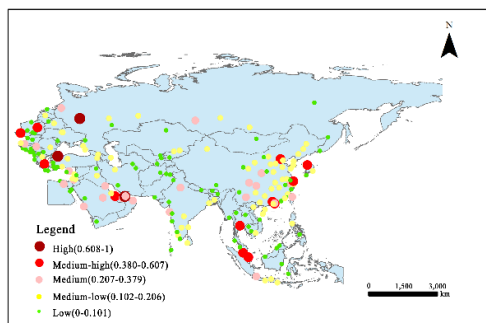 N
Legend
High(0.608-1)
Medium-high(0.380-0.607)
Medium(0.207-0.379)
Medium-low(0.102-0.206)
Low(0-0.101)
0 1,500 3,000
km